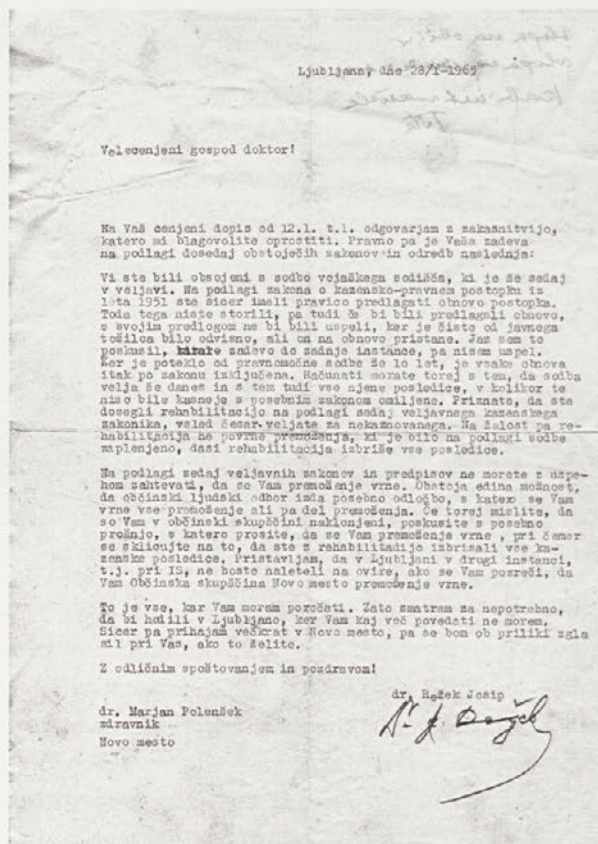 Ljubljana, dne 28/I-1965
Velecenjeni gospod doktor!
Na Vaš cenjeni dopis od 12.1. t.l. odgovarjam z zakasnitvijo,
katero mi blagovolite oprostiti. Pravno pa je Vaša zadeva
na podlagi dosedaj obstoječih zakonov in odredb naslednja:
Vi ste bili obsojeni s sodbo vojaškega sodišča, ki je še sedaj
v veljavi. Na podlagi zakona o kazensko-pravnem postopku iz
leta 1951 ste sicer imeli pravico predlagati obnovo postopka.
Toda tega niste storili, pa tudi če bi bili predlagali obnovo,
s svojim predlogom ne bi bili uspeli, ker je čisto od javnega
tožilca bilo odvisno, ali on na obnovo pristane. Jaz sem to
poskusil, zadevo do zadnje instance, pa nisem uspel.
Ker je poteklo od pravnomočne sodbe že lo let, je vsaka obnova
itak po zakonu izključena. Računati morate torej s tem, da sodba
velja še danes in s tem tudi vse njene posledice, v kolikor te
niso bile kasneje s posebnim zakonom omiljene. Priznate, da ste
dosegli rehabilitacijo na podlagi sedaj veljavnega kazenskega
zakonika, vsled česar veljate za nekaznovanega. Na žalost pa re-
habilitacija ne povrne premoženja, ki je bilo na podlagi sodbe
zaplenjeno, dasi rehabilitacija izbriše vse posledice.
Na podlagi sedaj veljavnih zakonov in predpisov ne morete z uspe-
hom zahtevati, da se Vam premoženje vrne. Obstoja edina možnost,
da občinski ljudski odbor izda posebno odločbo, s katero se Vam
vrne vse premoženje ali pa del premoženja. Če torej mislite, da
so Vam v občinski skupščini naklonjeni, poskusite s posebno
prošnjo, s katero prosite, da se Vam premoženje vrne , pri čemer
se sklicujte na to, da ste z rehabilitadijo izbrisali vse ka-
zenske posledice. Pristavljam, da v Ljubljani v drugi instanci,
t.j. pri IS, ne boste naleteli na ovire, ako se Vam posreči, da
Vam Občinska skupščina Novo mesto premoženje vrne.
To je vse, kar Vam moram poročati. Zato smatram za nepotrebno,
da bi hodili v Ljubljano, ker Vam kaj več povedati ne morem.
Sicer pa prihajam večkrat v Novo mesto, pa se bom ob priliki zgla
sil pri Vas, ako to želite.
Z odličnim spoštovanjem in pozdravom!
dr. Režek Josip
dr. Marjan Polenšek
zdravnik
Novo mesto
Dr. J. Režek